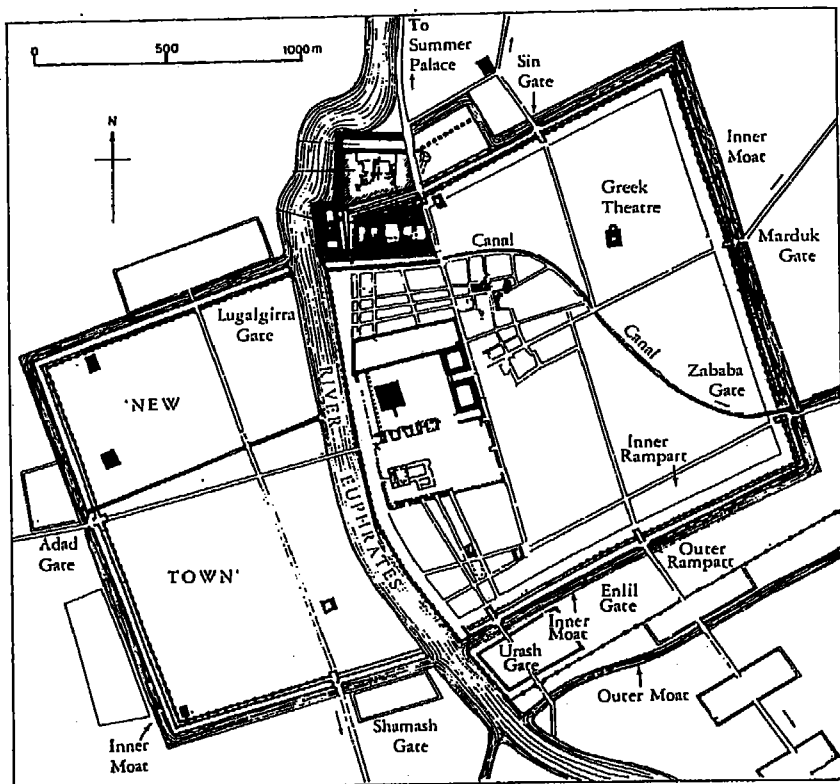 0 500 1000 m
To
Summer
Palace
Sin
Gate
N
Inner
Moat
Greek
Theatre
Canal
Marduk
Gate
Lugalgirra
Gate
Canal
Zababa
Gate
'NEW
RIVER EUPHRATES
Inner
Rampart
Adad
Gate
TOWN'
Outer
Rampart
Enlil
Gate
Inner
Moat
Urash
Gate
Outer Moat
Shamash
Gate
Inner
Moat